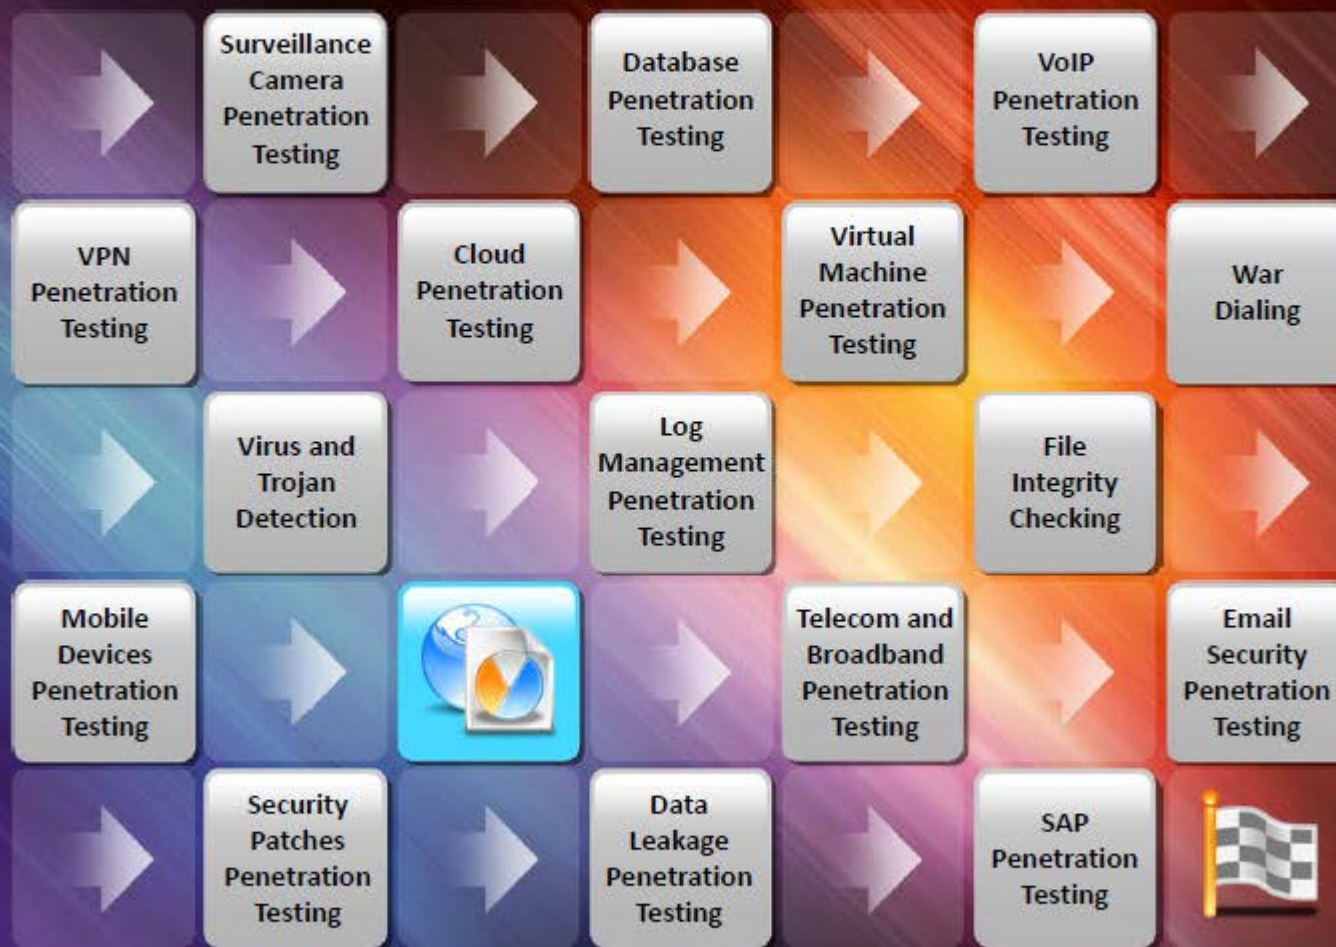 Surveillance
Camera
Penetration
Testing
Database
Penetration
Testing
VoIP
Penetration
Testing
VPN
Penetration
Testing
Cloud
Penetration
Testing
Virtual
Machine
Penetration
Testing
War
Dialing
Virus and
Trojan
Detection
Log
Management
Penetration
Testing
File
Integrity
Checking
Mobile
Devices
Penetration
Testing
Telecom and
Broadband
Penetration
Testing
Email
Security
Penetration
Testing
Security
Patches
Penetration
Testing
Data
Leakage
Penetration
Testing
SAP
Penetration
Testing